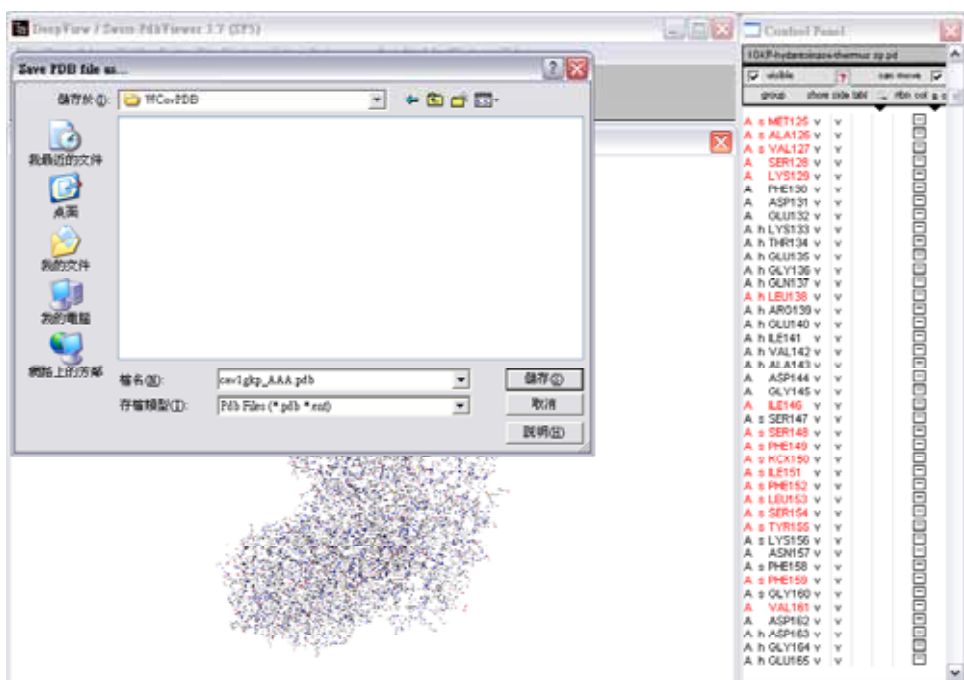 DeepView / Swiss-PdbViewer 3.7 (SP5)
Save PDB file as...
儲存於(I):
我最近的文件
桌面
我的文件
我的電腦
網路上的芳鄰
檔名(N):
儲存(S)
存檔類型(T):
Pdb Files (*.pdb *.ent)
取消
說明(H)
Control Panel
visible
?
can move
group show side labl
ribn col
A s MET125 v v
A s ALA126 v v
A s VAL127 v v
A SER128 v v
A LYS129 v v
A PHE130 v v
A ASP131 v v
A GLU132 v v
A h LYS133 v v
A h THR134 v v
A h GLU135 v v
A h GLY136 v v
A h GLN137 v v
A h LEU138 v v
A h ARG139 v v
A h GLU140 v v
A h ILE141 v v
A h VAL142 v v
A h ALA143 v v
A ASP144 v v
A GLY145 v v
A ILE146 v v
A s SER147 v v
A s SER148 v v
A s PHE149 v v
A s KCX150 v v
A s ILE151 v v
A s PHE152 v v
A s LEU153 v v
A s SER154 v v
A s TYR155 v v
A s LYS156 v v
A ASN157 v v
A s PHE158 v v
A s PHE159 v v
A s GLY160 v v
A VAL161 v v
A ASP162 v v
A h ASP163 v v
A h GLY164 v v
A h GLU165 v v